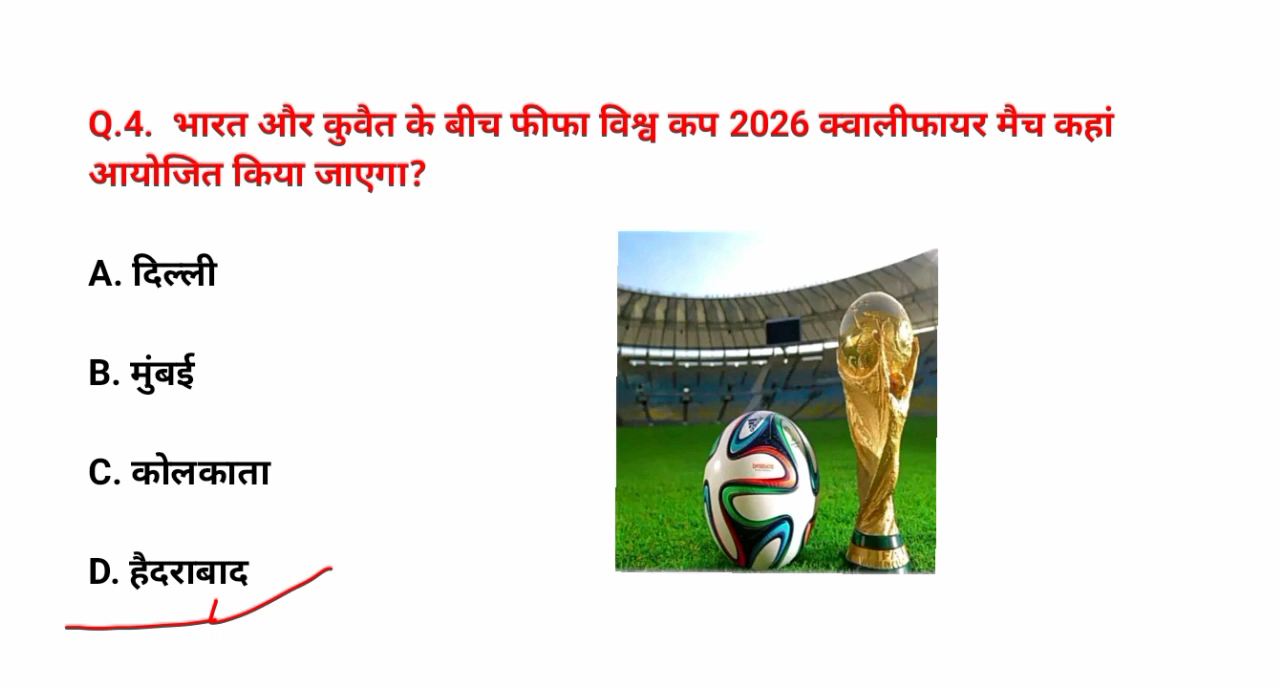 Q.4. भारत और कुवैत के बीच फीफा विश्व कप 2026 क्वालीफायर मैच कहां
आयोजित किया जाएगा?
A. दिल्ली
B. मुंबई
C. कोलकाता
D. हैदराबाद